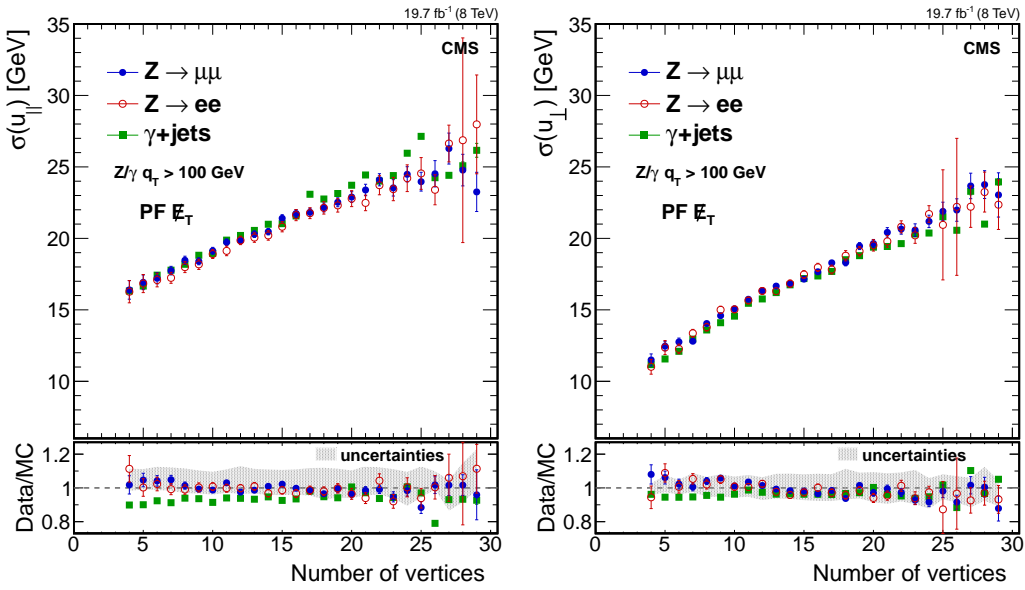 19.7 fb⁻¹ (8 TeV)
CMS
σ(u∥) [GeV]
35
30
25
20
15
10
Z → μμ
Z → ee
γ+jets
Z/γ q_T > 100 GeV
PF E̸_T
Data/MC
1.2
1
0.8
uncertainties
0 5 10 15 20 25 30
Number of vertices
19.7 fb⁻¹ (8 TeV)
CMS
σ(u⊥) [GeV]
35
30
25
20
15
10
Z → μμ
Z → ee
γ+jets
Z/γ q_T > 100 GeV
PF E̸_T
Data/MC
1.2
1
0.8
uncertainties
0 5 10 15 20 25 30
Number of vertices